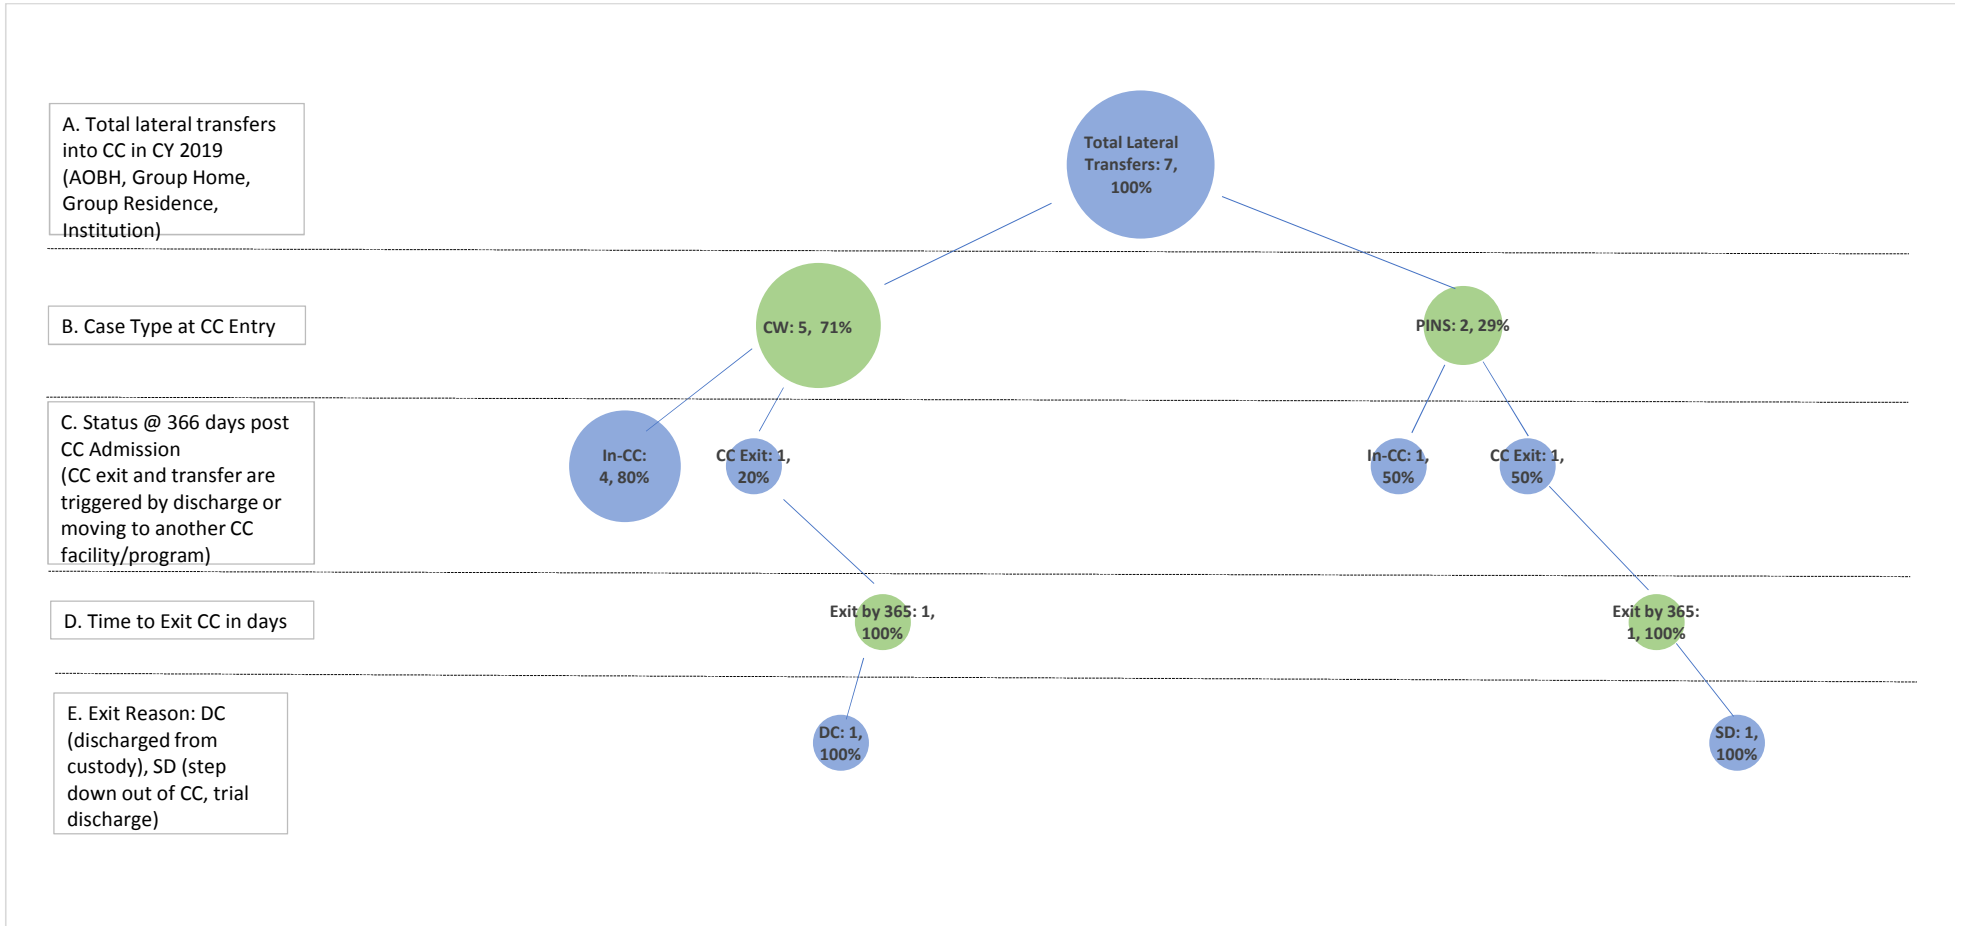 A. Total lateral transfers
into CC in CY 2019
(AOBH, Group Home,
Group Residence,
Institution)
Total Lateral
Transfers: 7,
100%
B. Case Type at CC Entry
CW: 5, 71%
PINS: 2, 29%
C. Status @ 366 days post
CC Admission
(CC exit and transfer are
triggered by discharge or
moving to another CC
facility/program)
In-CC:
4, 80%
CC Exit: 1,
20%
In-CC: 1,
50%
CC Exit: 1,
50%
D. Time to Exit CC in days
Exit by 365: 1,
100%
Exit by 365:
1, 100%
E. Exit Reason: DC
(discharged from
custody), SD (step
down out of CC, trial
discharge)
DC: 1,
100%
SD: 1,
100%